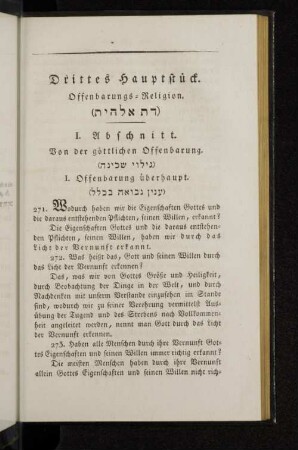 Drittes Hauptstück.
Offenbarungs-Religion.
(דת אלהית)
I. Abschnitt.
Von der göttlichen Offenbarung.
(גילוי שכינה)
1. Offenbarung überhaupt.
(ענין נבואה בכלל)
271. Wodurch haben wir die Eigenschaften Gottes und
die daraus entstehenden Pflichten, seinen Willen, erkannt?
Die Eigenschaften Gottes und die daraus entstehen-
den Pflichten, seinen Willen, haben wir durch das
Licht der Vernunft erkannt.
272. Was heißt das, Gott und seinen Willen durch
das Licht der Vernunft erkennen?
Das, was wir von Gottes Größe und Heiligkeit,
durch Beobachtung der Dinge in der Welt, und durch
Nachdenken mit unserm Verstande einzusehen im Stande
sind, wodurch wir zu seiner Verehrung vermittelst Aus-
übung der Tugend und des Strebens nach Vollkommen-
heit angeleitet werden, nennt man Gott durch das Licht
der Vernunft erkennen.
273. Haben alle Menschen durch ihre Vernunft Got-
tes Eigenschaften und seinen Willen immer richtig erkannt?
Die meisten Menschen haben durch ihre Vernunft
allein Gottes Eigenschaften und seinen Willen nicht rich-